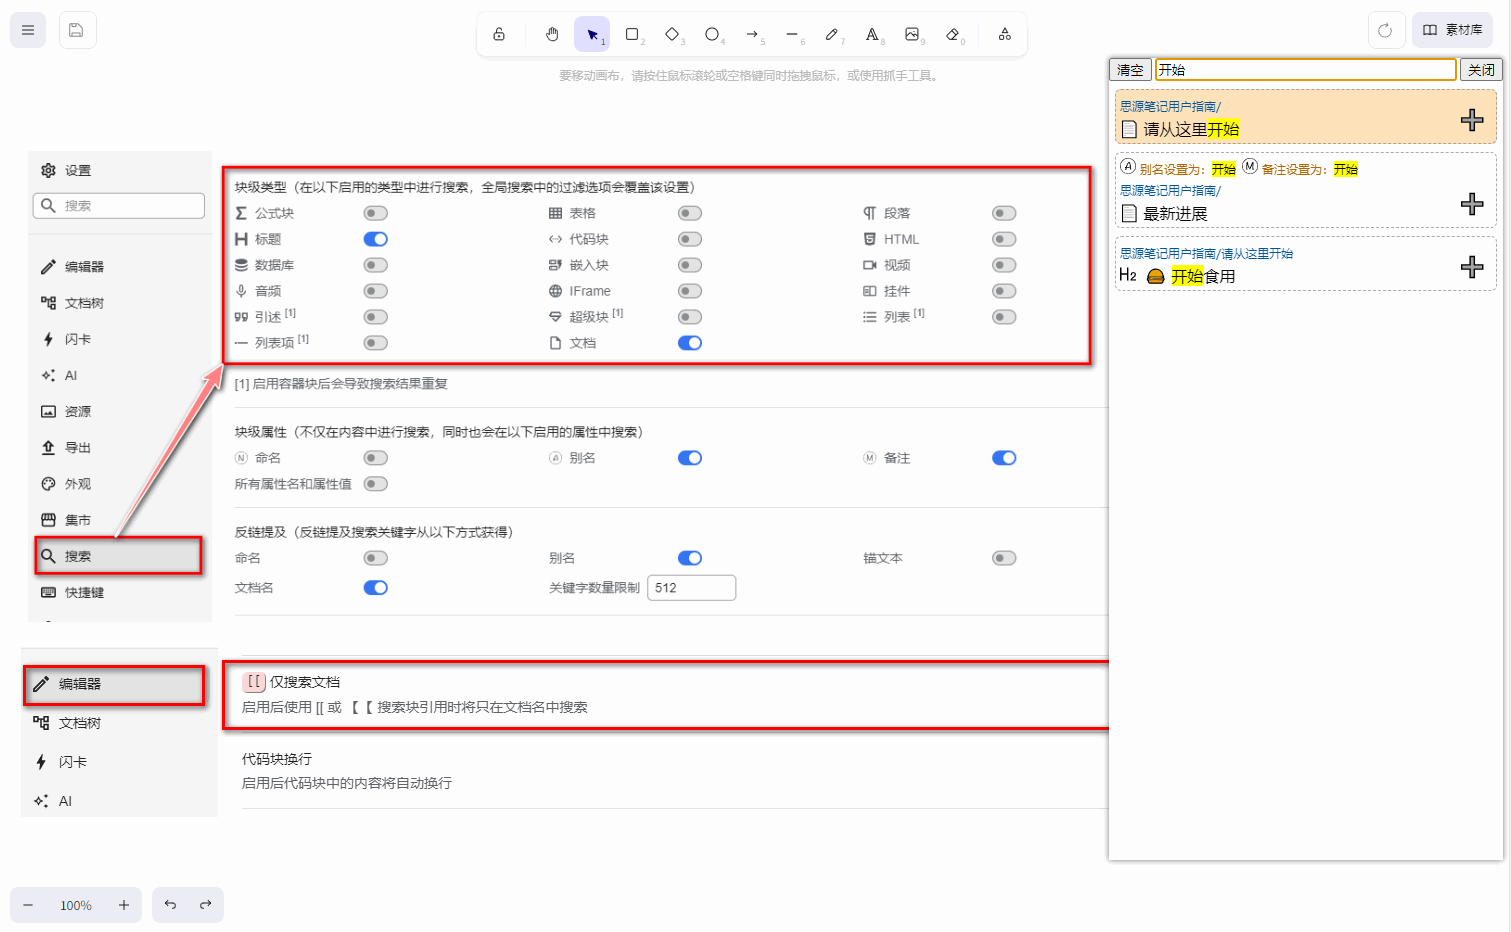 1
2
3
4
5
6
7
8
9
0
素材库
要移动画布，请按住鼠标滚轮或空格键同时拖拽鼠标，或使用抓手工具。
清空
开始
关闭
思源笔记用户指南/
请从这里开始
A 别名设置为：开始 M 备注设置为：开始
思源笔记用户指南/
最新进展
思源笔记用户指南/请从这里开始
H2 开始食用
设置
搜索
编辑器
文档树
闪卡
AI
资源
导出
外观
集市
搜索
快捷键
块级类型（在以下启用的类型中进行搜索，全局搜索中的过滤选项会覆盖该设置）
公式块 表格 段落
标题 代码块 HTML
数据库 嵌入块 视频
音频 IFrame 挂件
引述 [1] 超级块 [1] 列表 [1]
列表项 [1] 文档
[1] 启用容器块后会导致搜索结果重复
块级属性（不仅在内容中进行搜索，同时也会在以下启用的属性中搜索）
N 命名 A 别名 M 备注
所有属性名和属性值
反链提及（反链提及搜索关键字从以下方式获得）
命名 别名 锚文本
文档名 关键字数量限制 512
编辑器
文档树
闪卡
AI
[[ 仅搜索文档
启用后使用 [[ 或 【【 搜索块引用时将只在文档名中搜索
代码块换行
启用后代码块中的内容将自动换行
100%